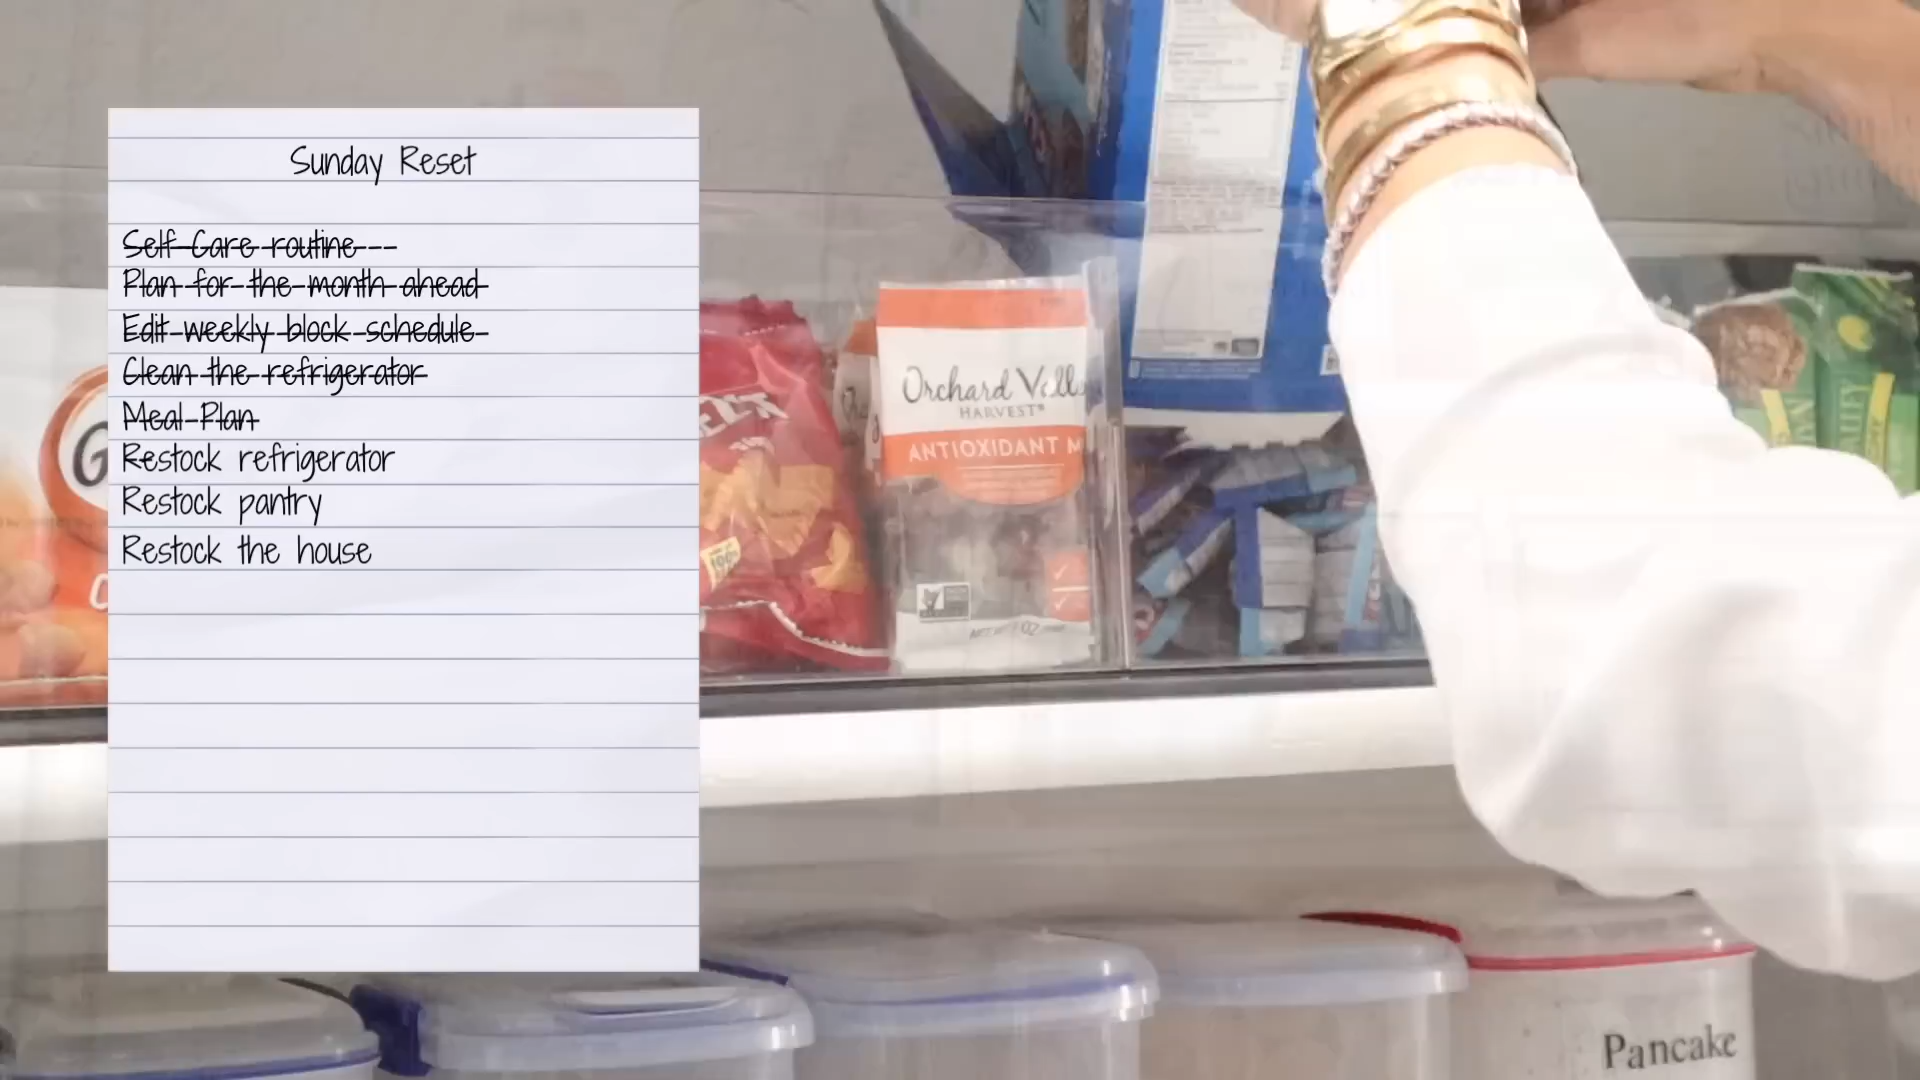 Sunday Reset
Self-Care routine
Plan for the month ahead
Edit weekly block schedule
Clean the refrigerator
Meal Plan
Restock refrigerator
Restock pantry
Restock the house
Orchard Valle
HARVEST®
ANTIOXIDANT M
Pancake